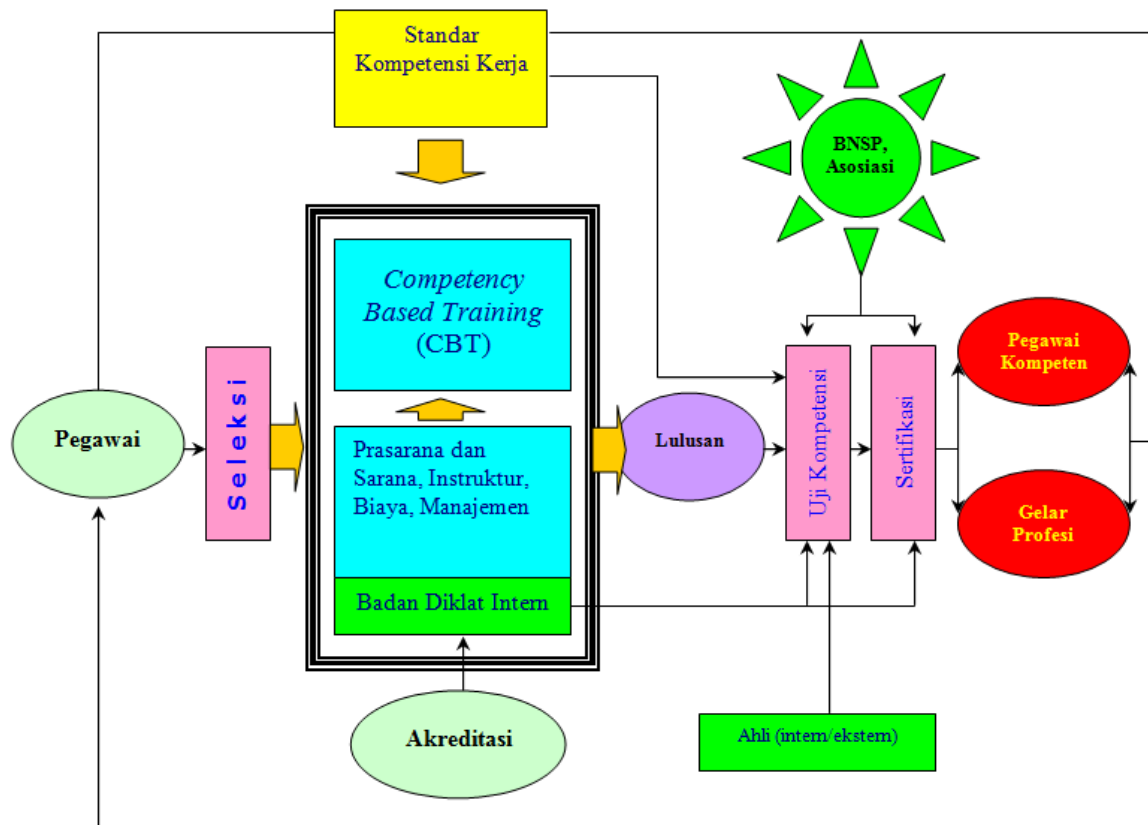 Standar
Kompetensi Kerja
BNSP,
Asosiasi
Competency
Based Training
(CBT)
Pegawai
Seleksi
Prasarana dan
Sarana, Instruktur,
Biaya, Manajemen
Badan Diklat Intern
Lulusan
Uji Kompetensi
Sertifikasi
Pegawai
Kompeten
Gelar
Profesi
Akreditasi
Ahli (intern/ekstern)